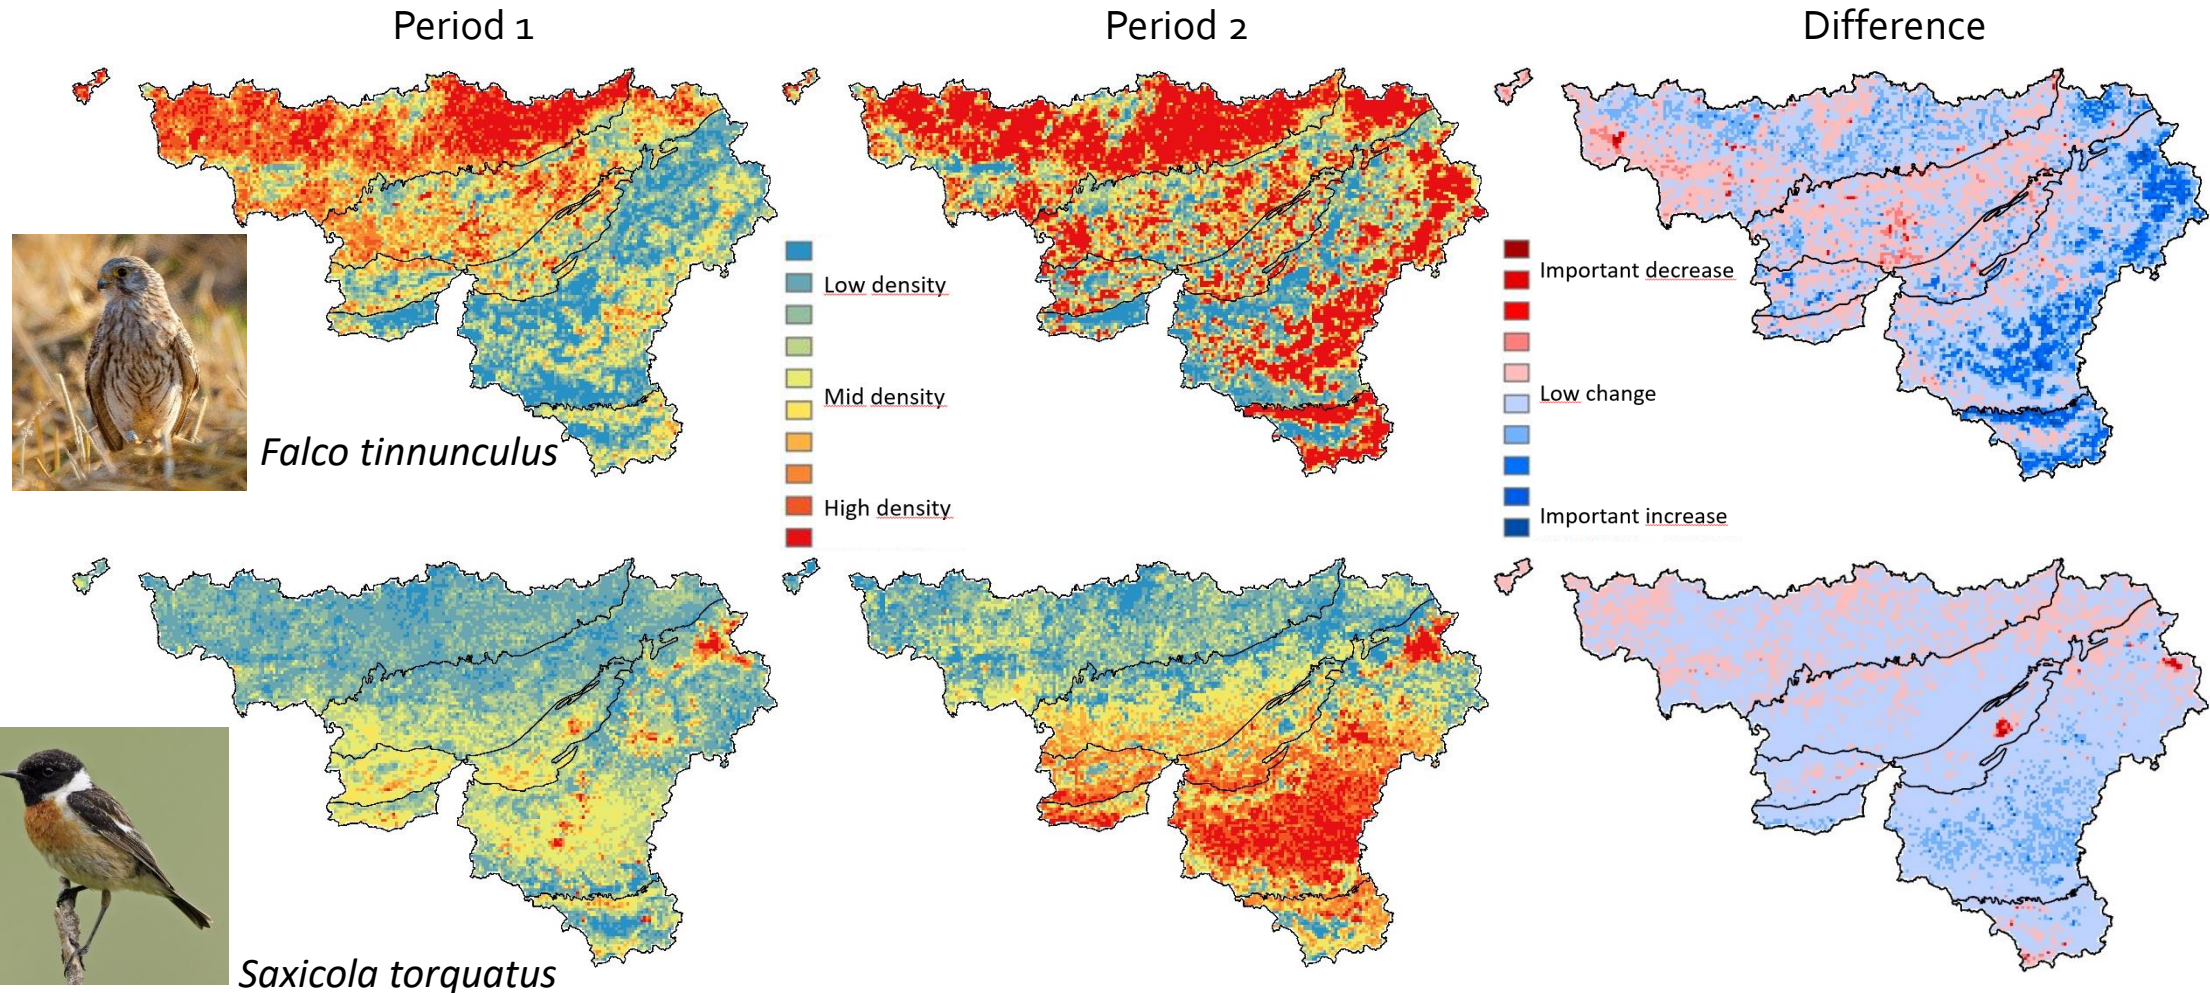 Period 1
Period 2
Difference
Low density
Mid density
High density
Important decrease
Low change
Important increase
Falco tinnunculus
Saxicola torquatus